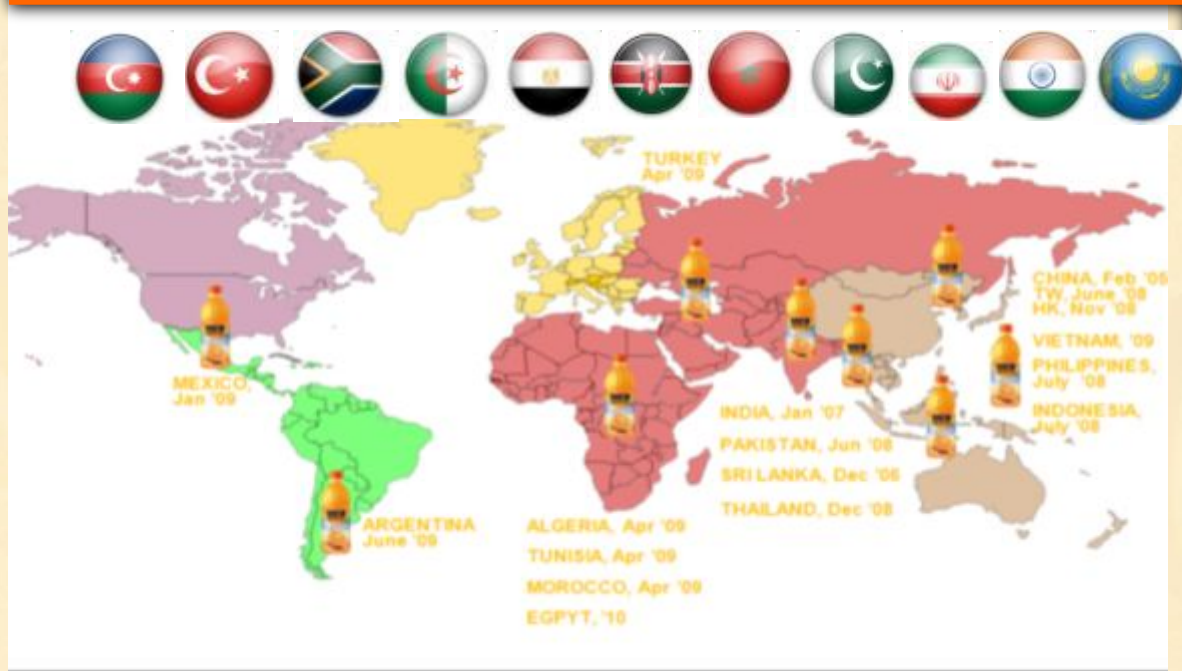 TURKEY
Apr '09
CHINA, Feb '05
TW, June '08
HK, Nov '08
VIETNAM, '09
PHILIPPINES,
July '08
INDONESIA,
July '08
MEXICO,
Jan '09
INDIA, Jan '07
PAKISTAN, Jun '08
SRI LANKA, Dec '06
THAILAND, Dec '08
ARGENTINA
June '09
ALGERIA, Apr '09
TUNISIA, Apr '09
MOROCCO, Apr '09
EGPYT, '10